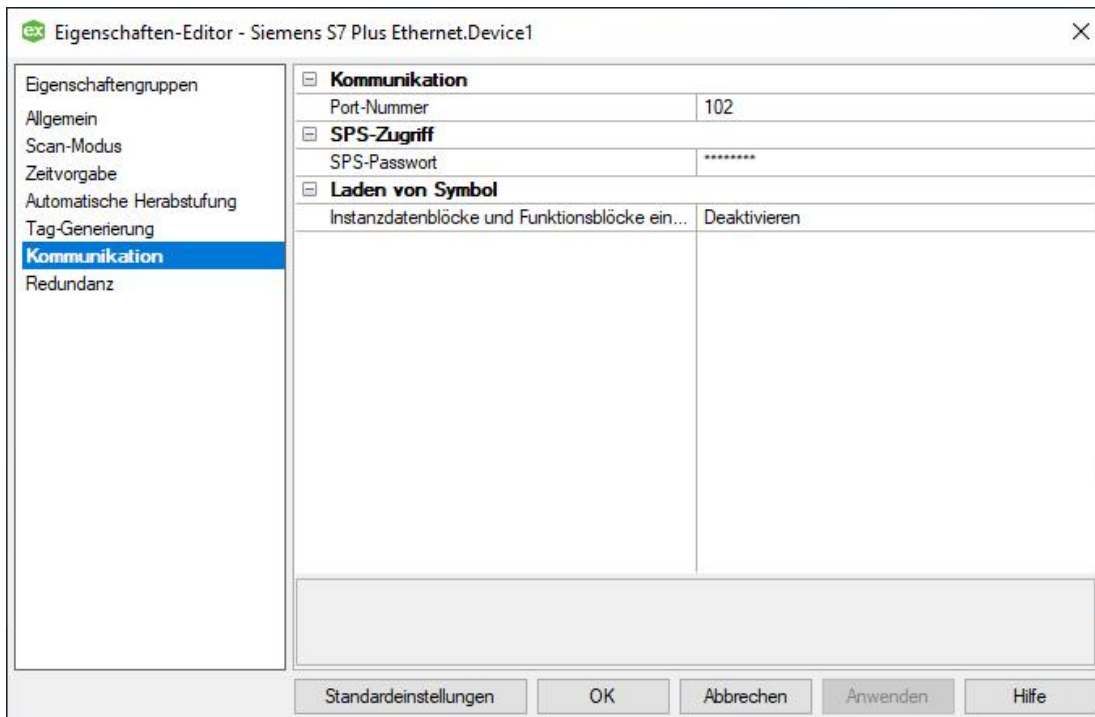 Eigenschaften-Editor - Siemens S7 Plus Ethernet.Device1
Eigenschaftengruppen
Allgemein
Scan-Modus
Zeitvorgabe
Automatische Herabstufung
Tag-Generierung
Kommunikation
Redundanz
Kommunikation
Port-Nummer 102
SPS-Zugriff
SPS-Passwort ********
Laden von Symbol
Instanzdatenblöcke und Funktionsblöcke ein... Deaktivieren
Standardeinstellungen OK Abbrechen Anwenden Hilfe